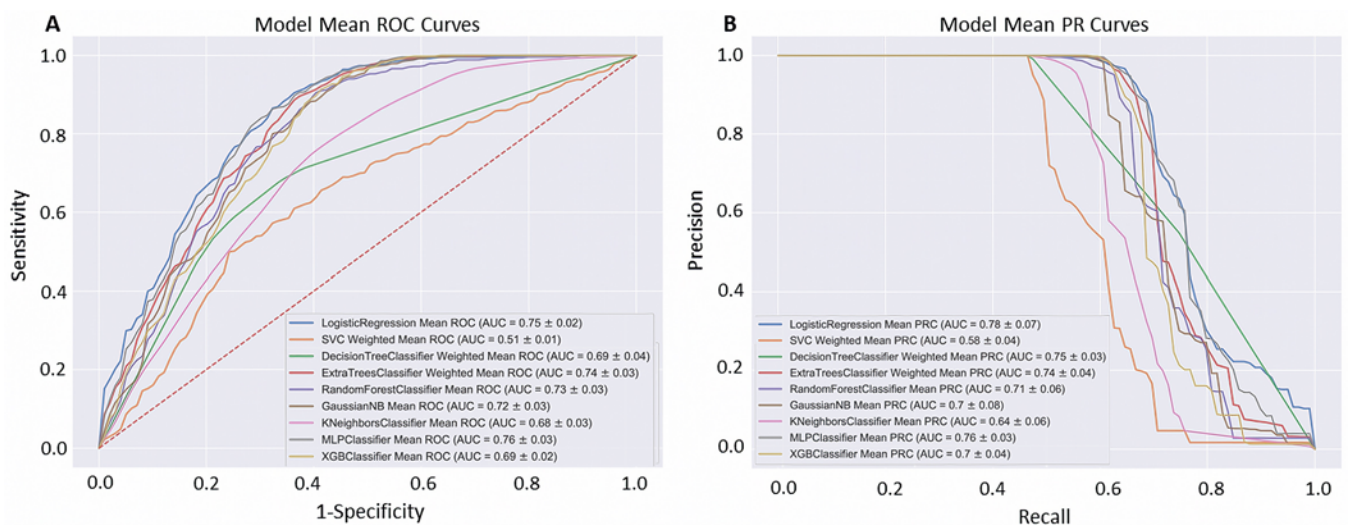 A
Model Mean ROC Curves
Sensitivity
1.0
0.8
0.6
0.4
0.2
0.0
LogisticRegression Mean ROC (AUC = 0.75 ± 0.02)
SVC Weighted Mean ROC (AUC = 0.51 ± 0.01)
DecisionTreeClassifier Weighted Mean ROC (AUC = 0.69 ± 0.04)
ExtraTreesClassifier Weighted Mean ROC (AUC = 0.74 ± 0.03)
RandomForestClassifier Mean ROC (AUC = 0.73 ± 0.03)
GaussianNB Mean ROC (AUC = 0.72 ± 0.03)
KNeighborsClassifier Mean ROC (AUC = 0.68 ± 0.03)
MLPClassifier Mean ROC (AUC = 0.76 ± 0.03)
XGBClassifier Mean ROC (AUC = 0.69 ± 0.02)
0.0 0.2 0.4 0.6 0.8 1.0
1-Specificity
B
Model Mean PR Curves
Precision
1.0
0.8
0.6
0.4
0.2
0.0
LogisticRegression Mean PRC (AUC = 0.78 ± 0.07)
SVC Weighted Mean PRC (AUC = 0.58 ± 0.04)
DecisionTreeClassifier Weighted Mean PRC (AUC = 0.75 ± 0.03)
ExtraTreesClassifier Weighted Mean PRC (AUC = 0.74 ± 0.04)
RandomForestClassifier Mean PRC (AUC = 0.71 ± 0.06)
GaussianNB Mean PRC (AUC = 0.7 ± 0.08)
KNeighborsClassifier Mean PRC (AUC = 0.64 ± 0.06)
MLPClassifier Mean PRC (AUC = 0.76 ± 0.03)
XGBClassifier Mean PRC (AUC = 0.7 ± 0.04)
0.0 0.2 0.4 0.6 0.8 1.0
Recall